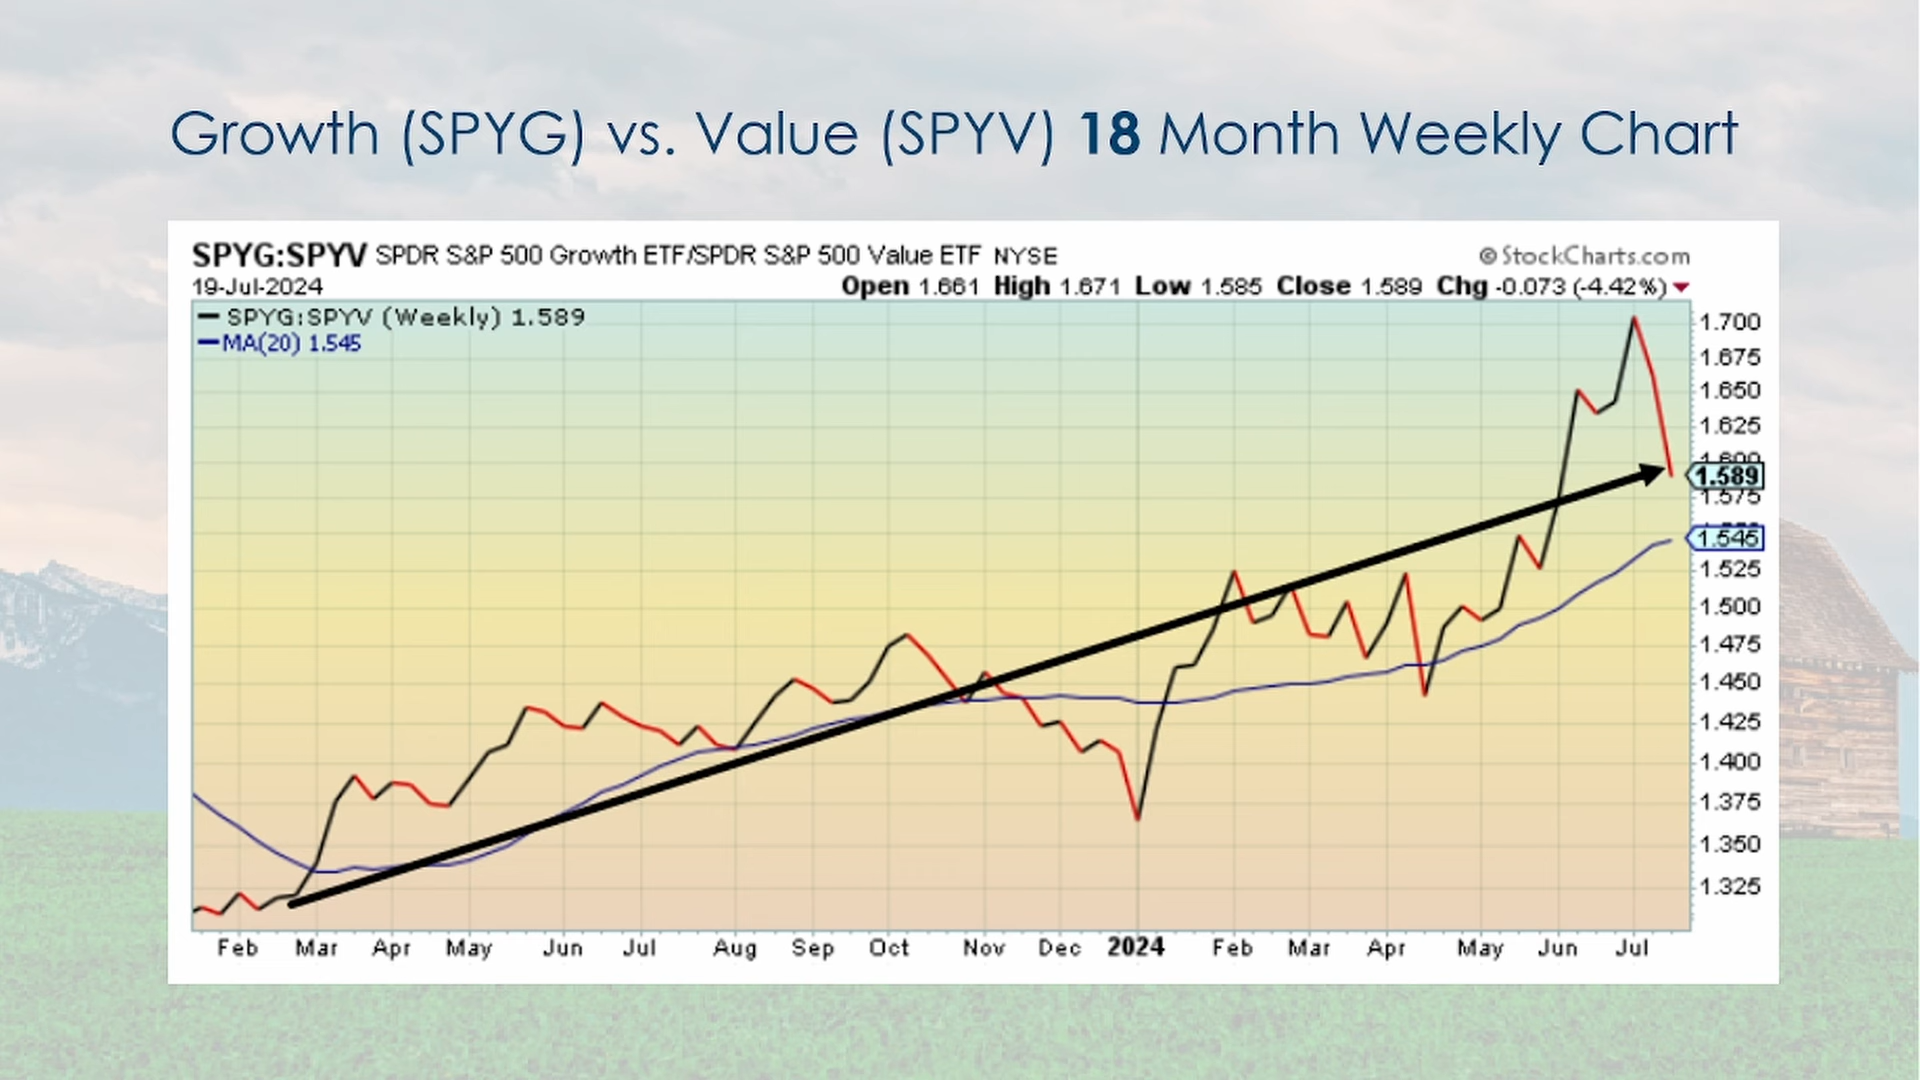 Growth (SPYG) vs. Value (SPYV) 18 Month Weekly Chart
SPYG:SPYV SPDR S&P 500 Growth ETF/SPDR S&P 500 Value ETF NYSE
© StockCharts.com
19-Jul-2024
Open 1.661 High 1.671 Low 1.585 Close 1.589 Chg -0.073 (-4.42%)
SPYG:SPYV (Weekly) 1.589
MA(20) 1.545
1.700
1.675
1.650
1.625
1.600
1.589
1.575
1.545
1.525
1.500
1.475
1.450
1.425
1.400
1.375
1.350
1.325
Feb Mar Apr May Jun Jul Aug Sep Oct Nov Dec 2024 Feb Mar Apr May Jun Jul